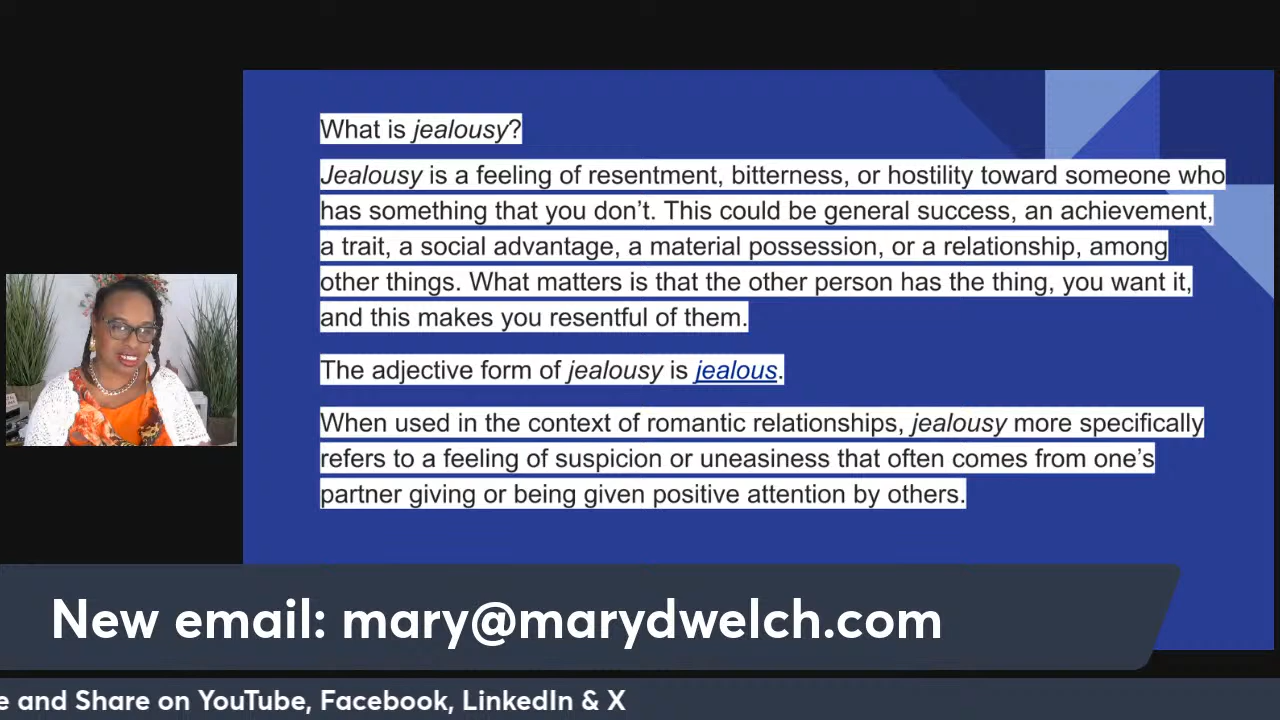 What is jealousy?
Jealousy is a feeling of resentment, bitterness, or hostility toward someone who
has something that you don’t. This could be general success, an achievement,
a trait, a social advantage, a material possession, or a relationship, among
other things. What matters is that the other person has the thing, you want it,
and this makes you resentful of them.
The adjective form of jealousy is jealous.
When used in the context of romantic relationships, jealousy more specifically
refers to a feeling of suspicion or uneasiness that often comes from one’s
partner giving or being given positive attention by others.
New email: mary@marydwelch.com
e and Share on YouTube, Facebook, LinkedIn & X